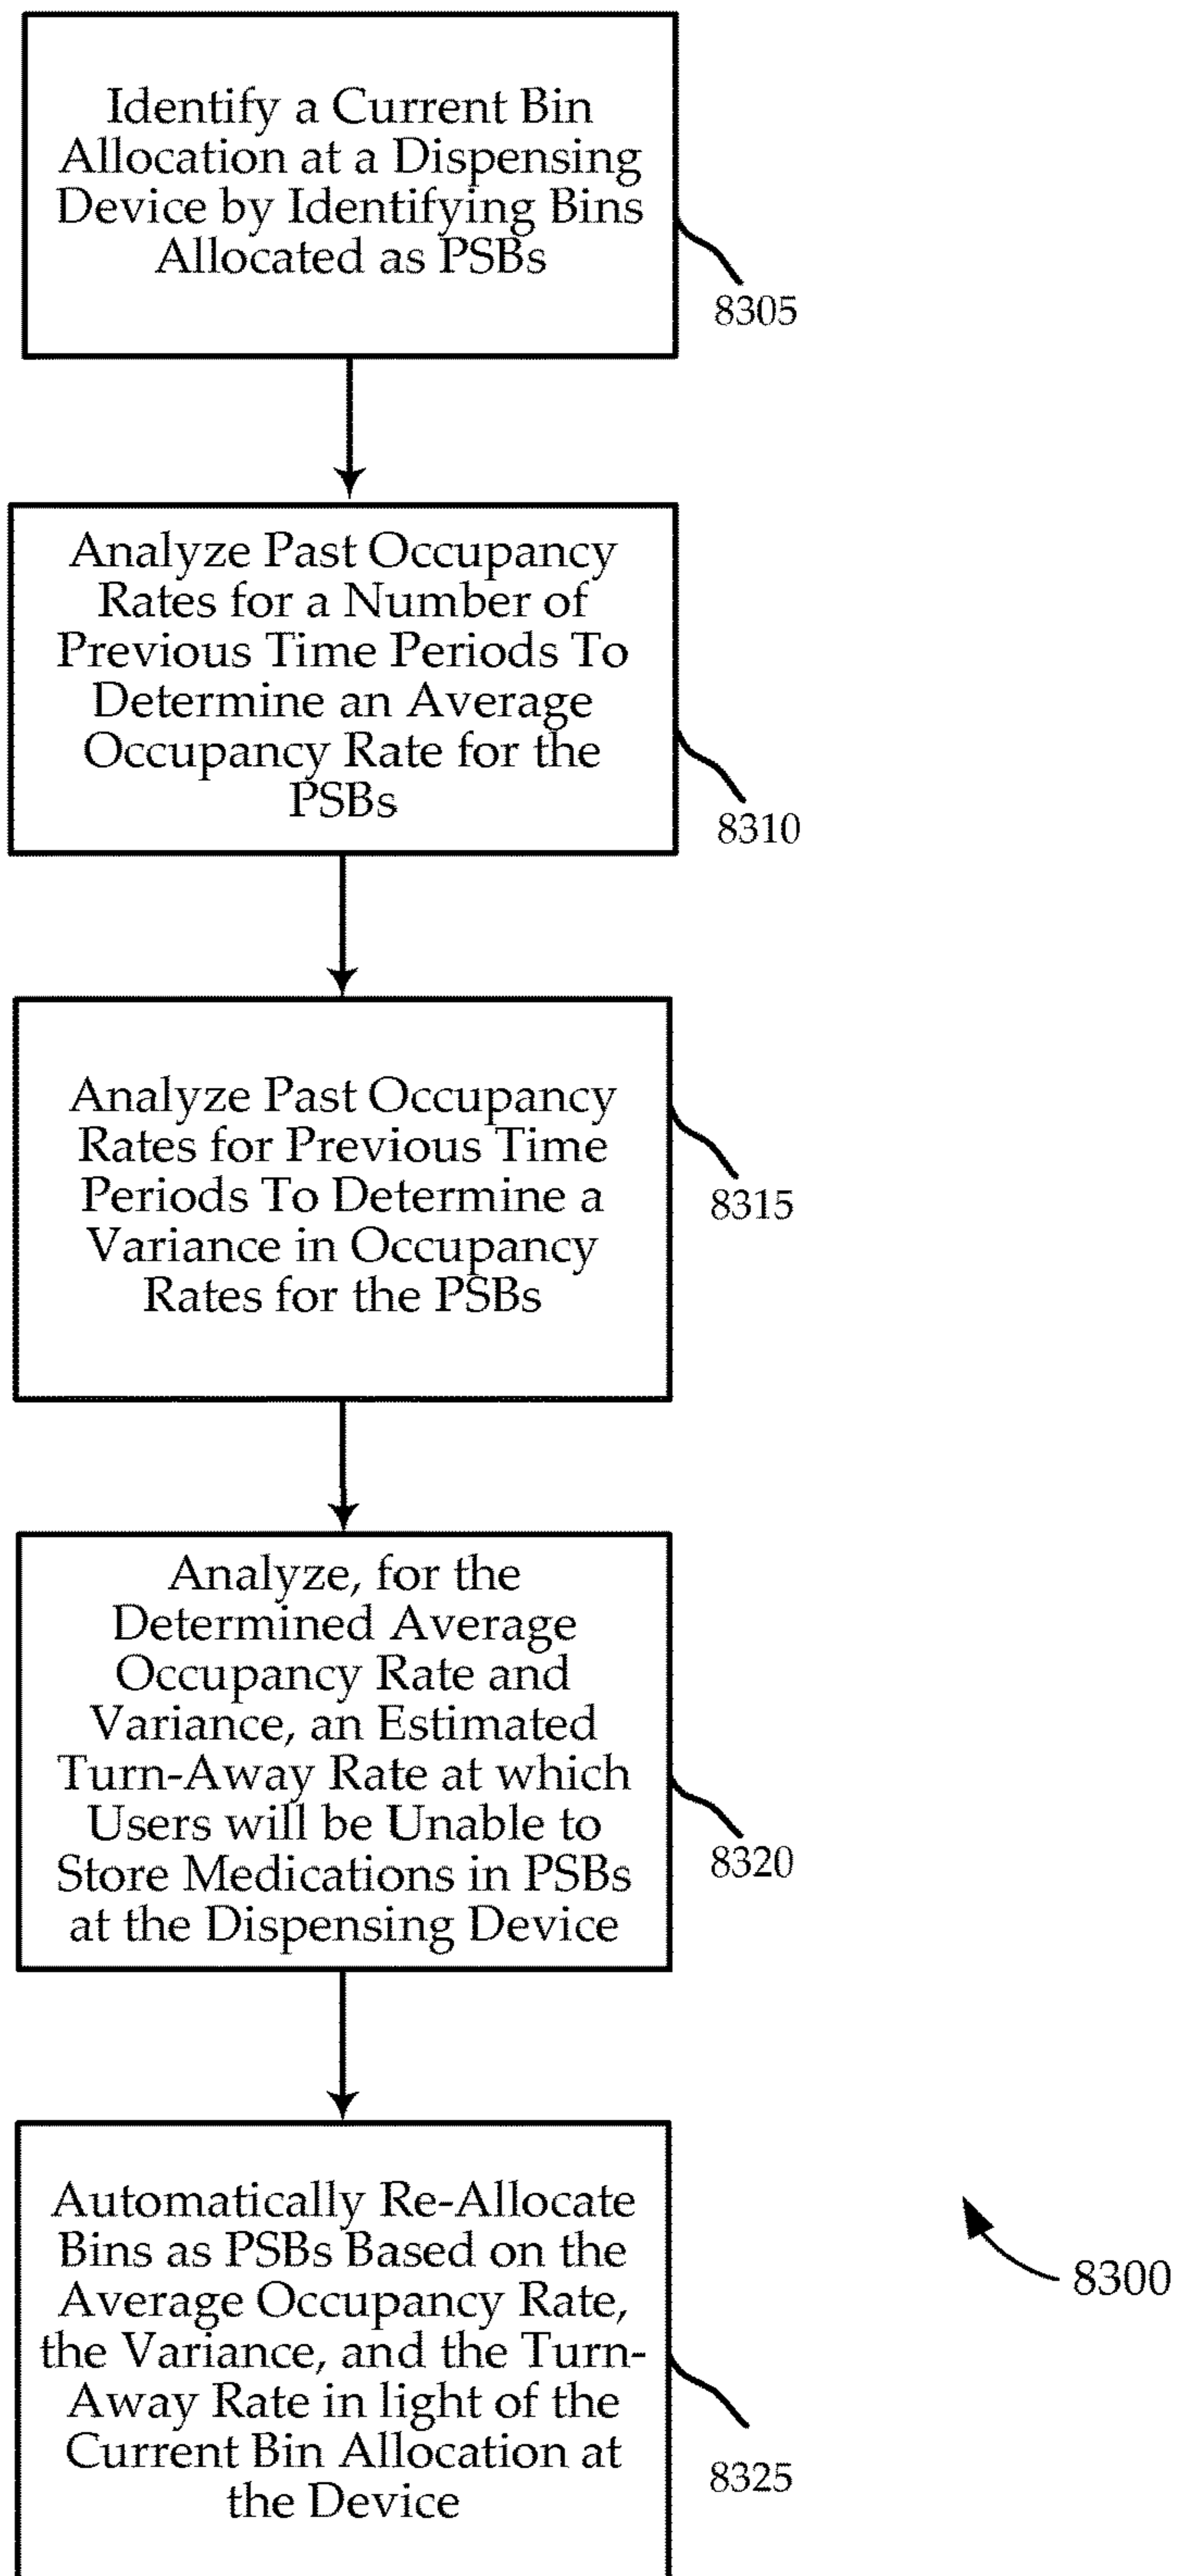 Identify a Current Bin
Allocation at a Dispensing
Device by Identifying Bins
Allocated as PSBs
8305
Analyze Past Occupancy
Rates for a Number of
Previous Time Periods To
Determine an Average
Occupancy Rate for the
PSBs
8310
Analyze Past Occupancy
Rates for Previous Time
Periods To Determine a
Variance in Occupancy
Rates for the PSBs
8315
Analyze, for the
Determined Average
Occupancy Rate and
Variance, an Estimated
Turn-Away Rate at which
Users will be Unable to
Store Medications in PSBs
at the Dispensing Device
8320
Automatically Re-Allocate
Bins as PSBs Based on the
Average Occupancy Rate,
the Variance, and the Turn-
Away Rate in light of the
Current Bin Allocation at
the Device
8325
8300